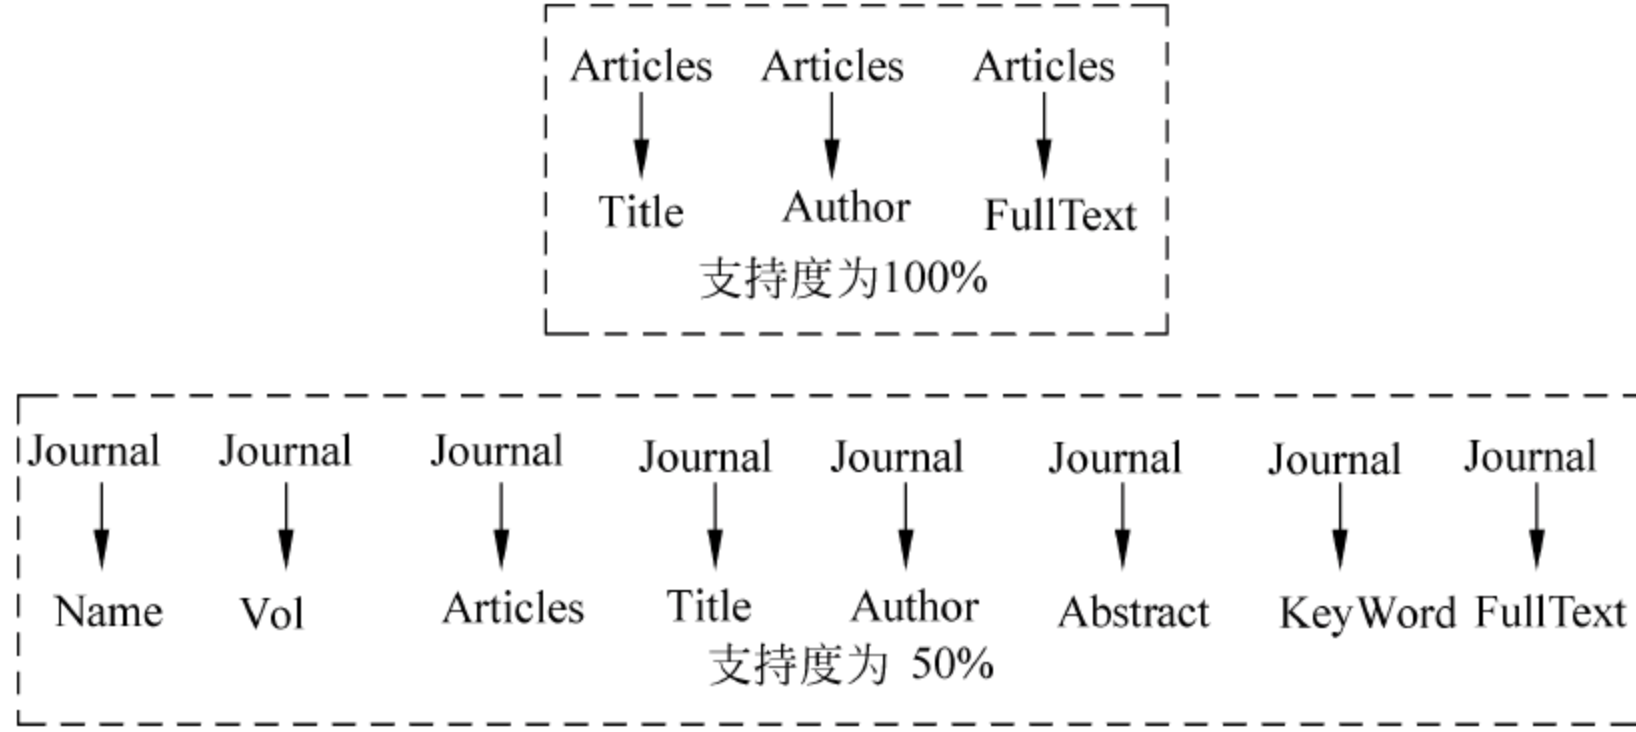 Articles Articles Articles
Title Author FullText
支持度为100%
Journal Journal Journal Journal Journal Journal Journal Journal
Name Vol Articles Title Author Abstract KeyWord FullText
支持度为 50%